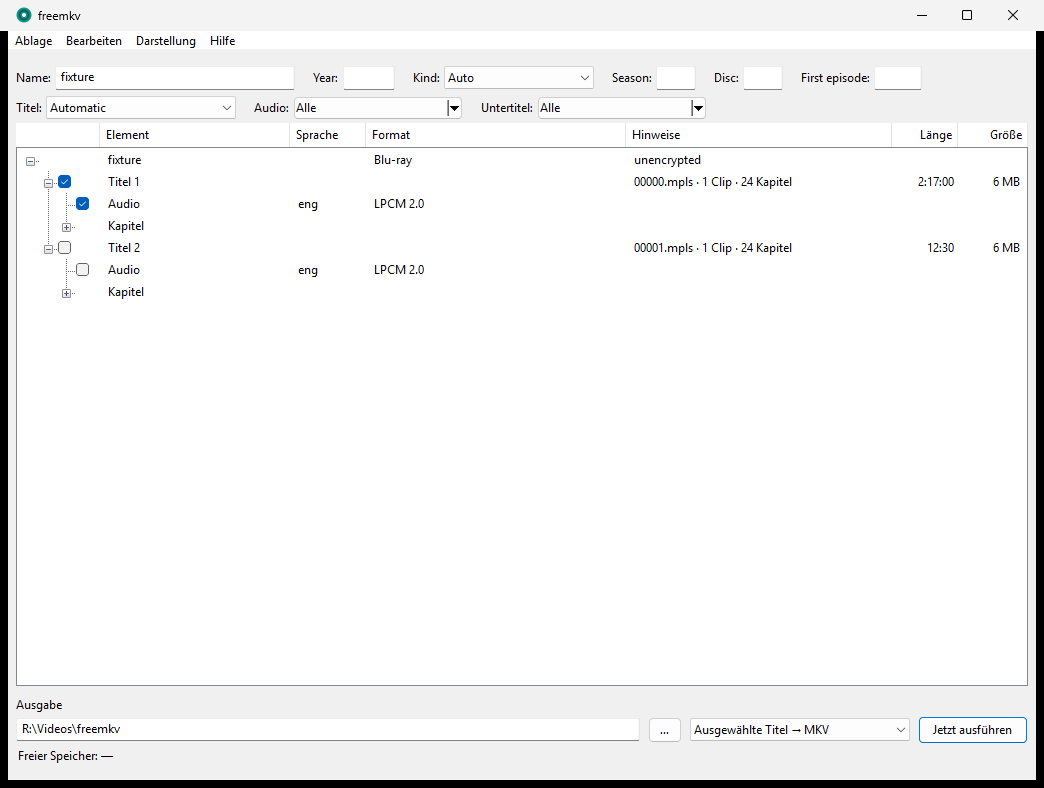 freemkv
Ablage Bearbeiten Darstellung Hilfe
Name: fixture Year: Kind: Auto Season: Disc: First episode:
Titel: Automatic Audio: Alle Untertitel: Alle
Element Sprache Format Hinweise Länge Größe
fixture Blu-ray unencrypted
Titel 1 00000.mpls · 1 Clip · 24 Kapitel 2:17:00 6 MB
Audio eng LPCM 2.0
Kapitel
Titel 2 00001.mpls · 1 Clip · 24 Kapitel 12:30 6 MB
Audio eng LPCM 2.0
Kapitel
Ausgabe
R:\Videos\freemkv ... Ausgewählte Titel → MKV Jetzt ausführen
Freier Speicher: —